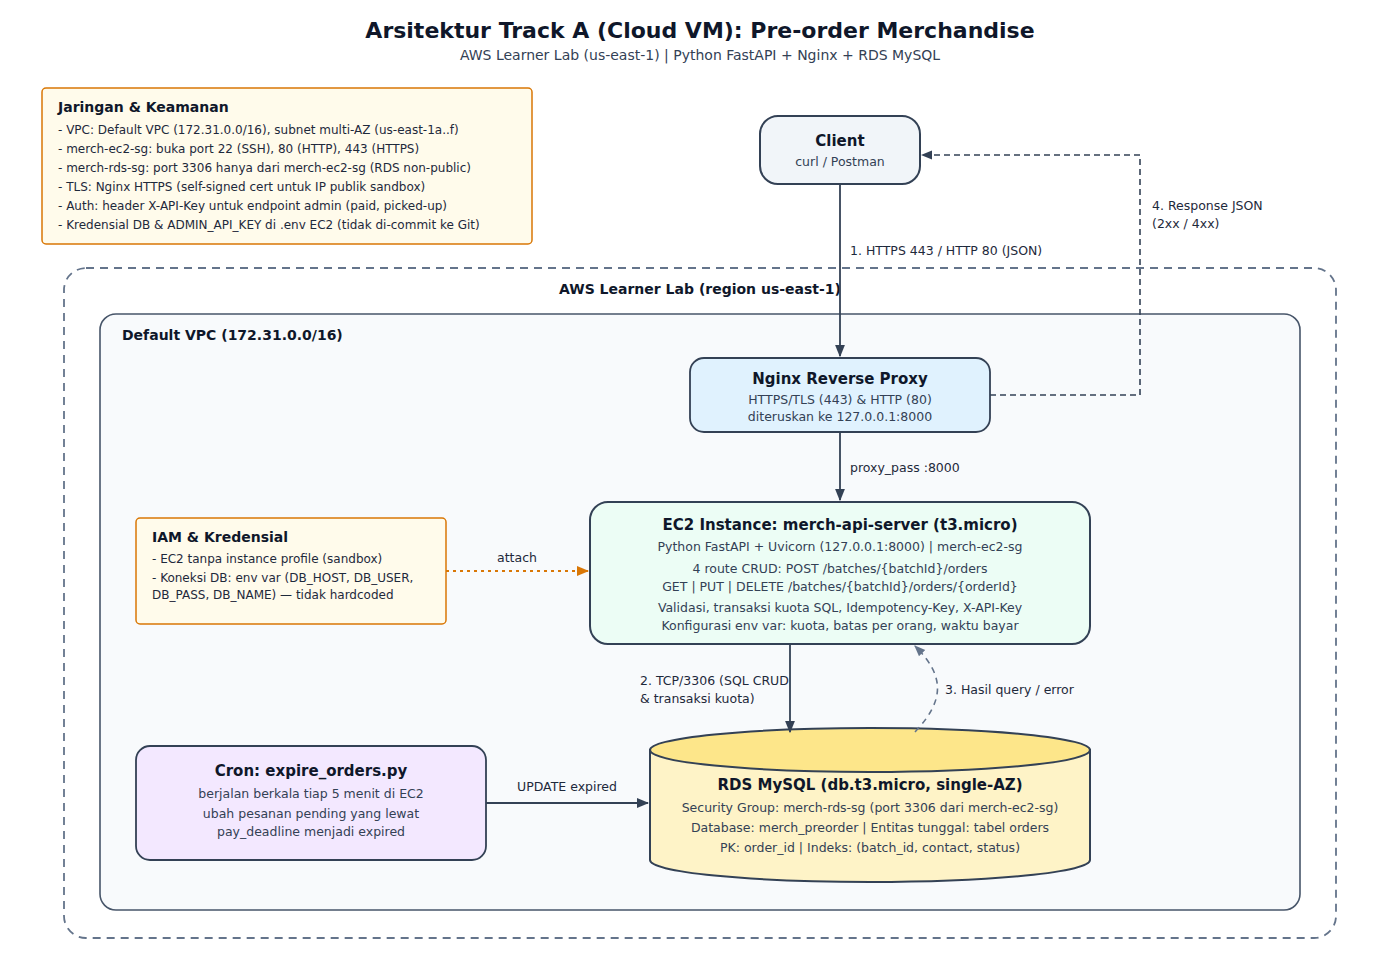 Arsitektur Track A (Cloud VM): Pre-order Merchandise
AWS Learner Lab (us-east-1) | Python FastAPI + Nginx + RDS MySQL
Jaringan & Keamanan
- VPC: Default VPC (172.31.0.0/16), subnet multi-AZ (us-east-1a..f)
- merch-ec2-sg: buka port 22 (SSH), 80 (HTTP), 443 (HTTPS)
- merch-rds-sg: port 3306 hanya dari merch-ec2-sg (RDS non-public)
- TLS: Nginx HTTPS (self-signed cert untuk IP publik sandbox)
- Auth: header X-API-Key untuk endpoint admin (paid, picked-up)
- Kredensial DB & ADMIN_API_KEY di .env EC2 (tidak di-commit ke Git)
Client
curl / Postman
4. Response JSON
(2xx / 4xx)
1. HTTPS 443 / HTTP 80 (JSON)
AWS Learner Lab (region us-east-1)
Default VPC (172.31.0.0/16)
Nginx Reverse Proxy
HTTPS/TLS (443) & HTTP (80)
diteruskan ke 127.0.0.1:8000
proxy_pass :8000
IAM & Kredensial
- EC2 tanpa instance profile (sandbox)
- Koneksi DB: env var (DB_HOST, DB_USER,
DB_PASS, DB_NAME) — tidak hardcoded
attach
EC2 Instance: merch-api-server (t3.micro)
Python FastAPI + Uvicorn (127.0.0.1:8000) | merch-ec2-sg
4 route CRUD: POST /batches/{batchId}/orders
GET | PUT | DELETE /batches/{batchId}/orders/{orderId}
Validasi, transaksi kuota SQL, Idempotency-Key, X-API-Key
Konfigurasi env var: kuota, batas per orang, waktu bayar
2. TCP/3306 (SQL CRUD
& transaksi kuota)
3. Hasil query / error
Cron: expire_orders.py
berjalan berkala tiap 5 menit di EC2
ubah pesanan pending yang lewat
pay_deadline menjadi expired
UPDATE expired
RDS MySQL (db.t3.micro, single-AZ)
Security Group: merch-rds-sg (port 3306 dari merch-ec2-sg)
Database: merch_preorder | Entitas tunggal: tabel orders
PK: order_id | Indeks: (batch_id, contact, status)